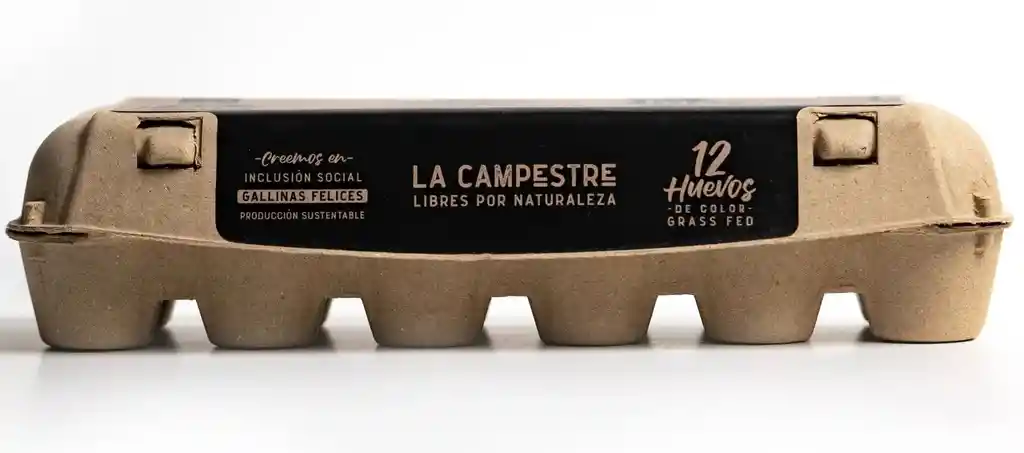 -Creemos en-
INCLUSIÓN SOCIAL
GALLINAS FELICES
PRODUCCIÓN SUSTENTABLE
LA CAMPESTRE
LIBRES POR NATURALEZA
12
Huevos
-DE COLOR-
GRASS FED